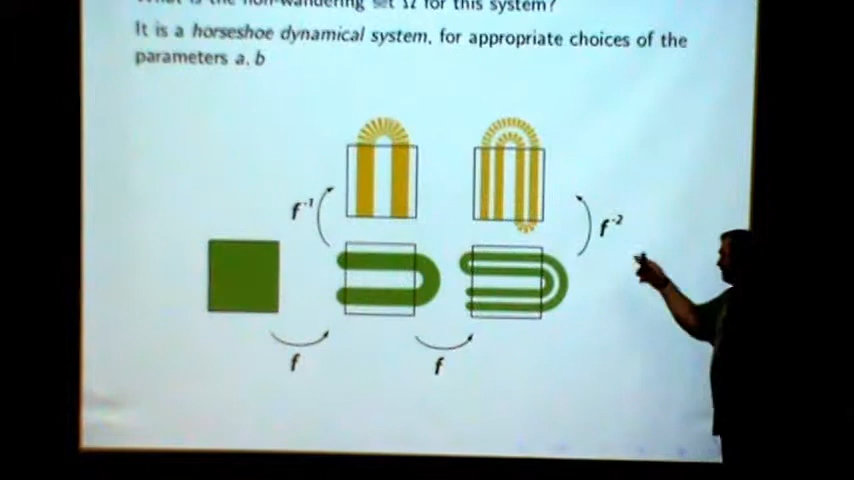 What is the non-wandering set Ω for this system?
It is a horseshoe dynamical system, for appropriate choices of the
parameters a, b
f⁻¹
f⁻²
f
f